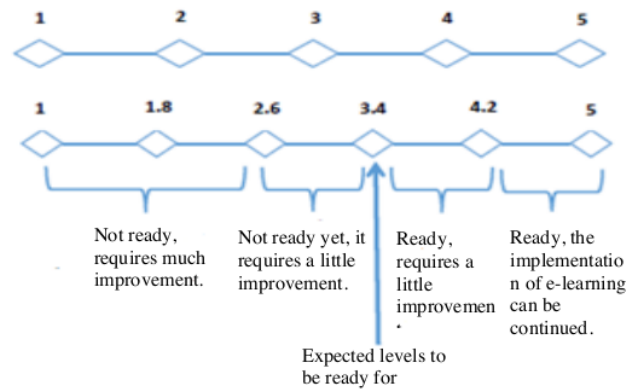 1 2 3 4 5
1 1.8 2.6 3.4 4.2 5
Not ready,
requires much
improvement.
Not ready yet, it
requires a little
improvement.
Ready,
requires a
little
improvemen
.
Ready, the
implementatio
n of e-learning
can be
continued.
Expected levels to
be ready for